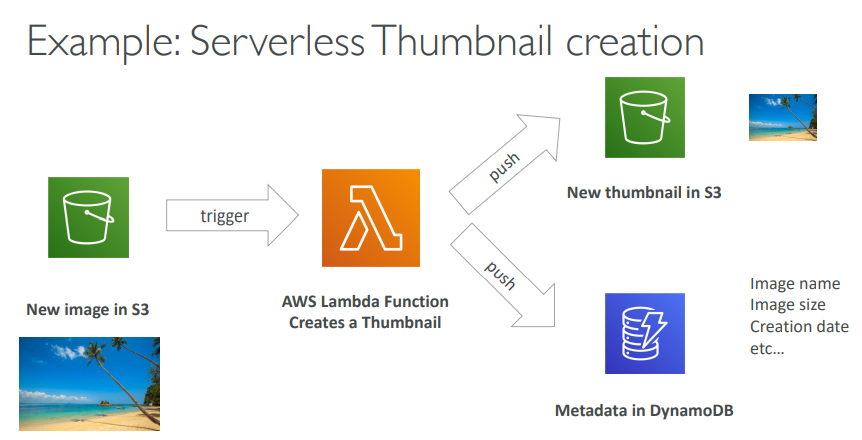 Example: Serverless Thumbnail creation
trigger
push
New thumbnail in S3
New image in S3
AWS Lambda Function
Creates a Thumbnail
push
Image name
Image size
Creation date
etc...
Metadata in DynamoDB